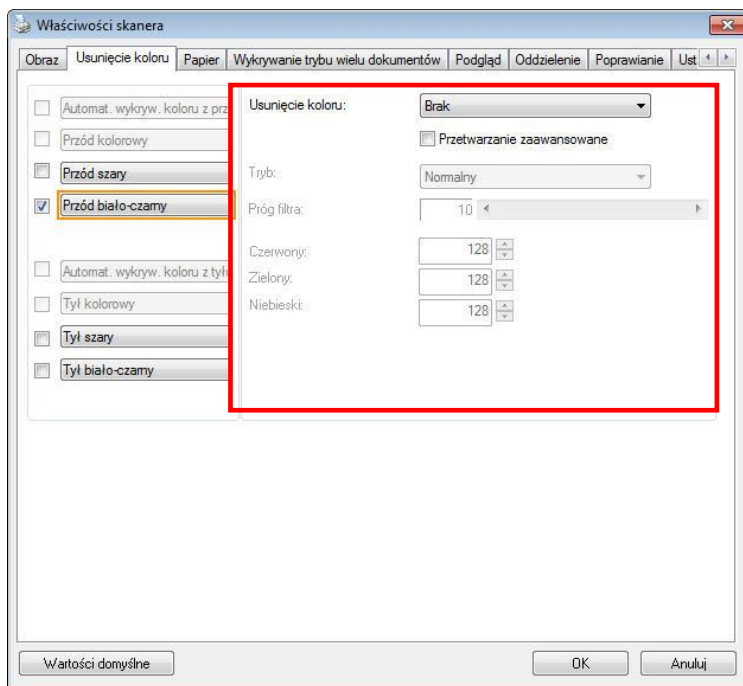 Właściwości skanera
Obraz Usunięcie koloru Papier Wykrywanie trybu wielu dokumentów Podgląd Oddzielenie Poprawianie Ust
Automat. wykryw. koloru z prz
Przód kolorowy
Przód szary
Przód biało-czarny
Automat. wykryw. koloru z tyłu
Tył kolorowy
Tył szary
Tył biało-czarny
Usunięcie koloru: Brak
Przetwarzanie zaawansowane
Tryb: Normalny
Próg filtra: 10
Czerwony: 128
Zielony: 128
Niebieski: 128
Wartości domyślne OK Anuluj